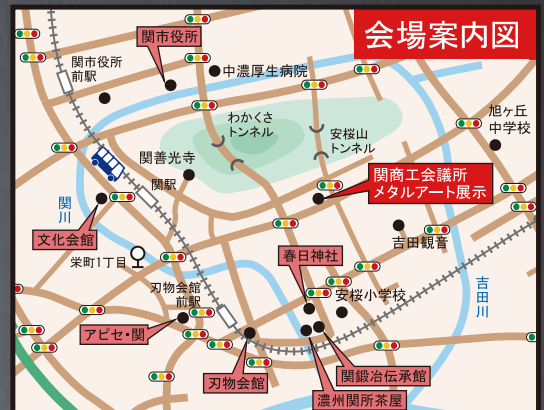 会場案内図
関市役所
関市役所
前駅
中濃厚生病院
旭ヶ丘
中学校
わかくさ
トンネル
安桜山
トンネル
関善光寺
関駅
関商工会議所
メタルアート展示
関川
文化会館
吉田観音
栄町1丁目
春日神社
吉田川
刃物会館
前駅
安桜小学校
アピセ・関
刃物会館
関鍛冶伝承館
濃州関所茶屋